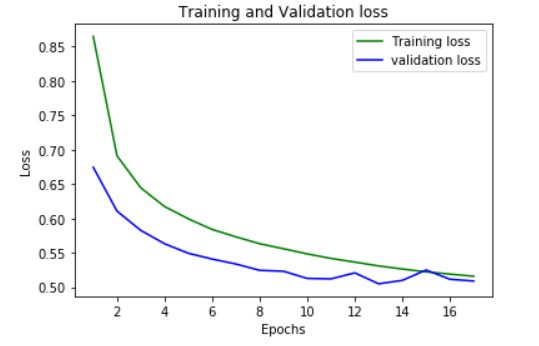 Training and Validation loss
Training loss
validation loss
0.85
0.80
0.75
0.70
0.65
0.60
0.55
0.50
Loss
2 4 6 8 10 12 14 16
Epochs